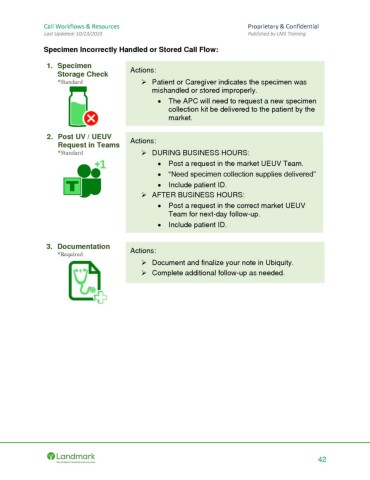 Call Workflows & Resources
Proprietary & Confidential
Last Updated: 10/23/2020
Published by LMS Training
Specimen Incorrectly Handled or Stored Call Flow:
1. Specimen
Storage Check
*Standard
Actions:
➢ Patient or Caregiver indicates the specimen was
mishandled or stored improperly.
• The APC will need to request a new specimen
collection kit be delivered to the patient by the
market.
2. Post UV / UEUV
Request in Teams
*Standard
+1
T
Actions:
➢ DURING BUSINESS HOURS:
• Post a request in the market UEUV Team.
• “Need specimen collection supplies delivered”
• Include patient ID.
➢ AFTER BUSINESS HOURS:
• Post a request in the correct market UEUV
Team for next-day follow-up.
• Include patient ID.
3. Documentation
*Required
Actions:
➢ Document and finalize your note in Ubiquity.
➢ Complete additional follow-up as needed.
Landmark
42